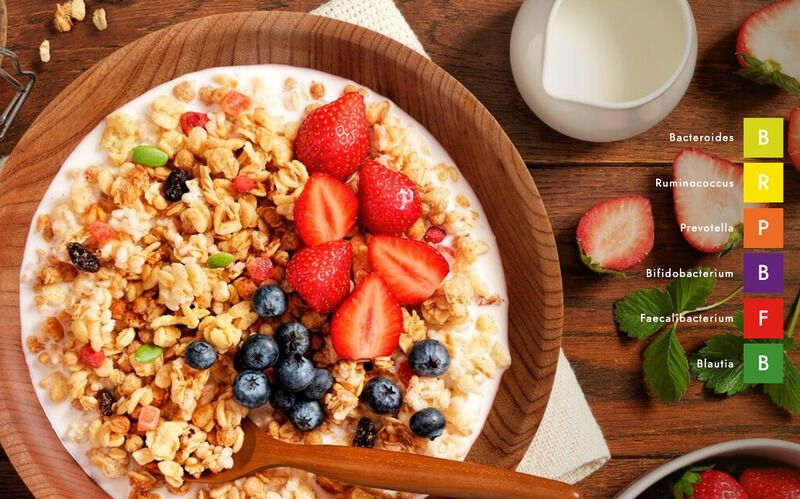 Bacteroides B
Ruminococcus R
Prevotella P
Bifidobacterium B
Faecalibacterium F
Blautia B